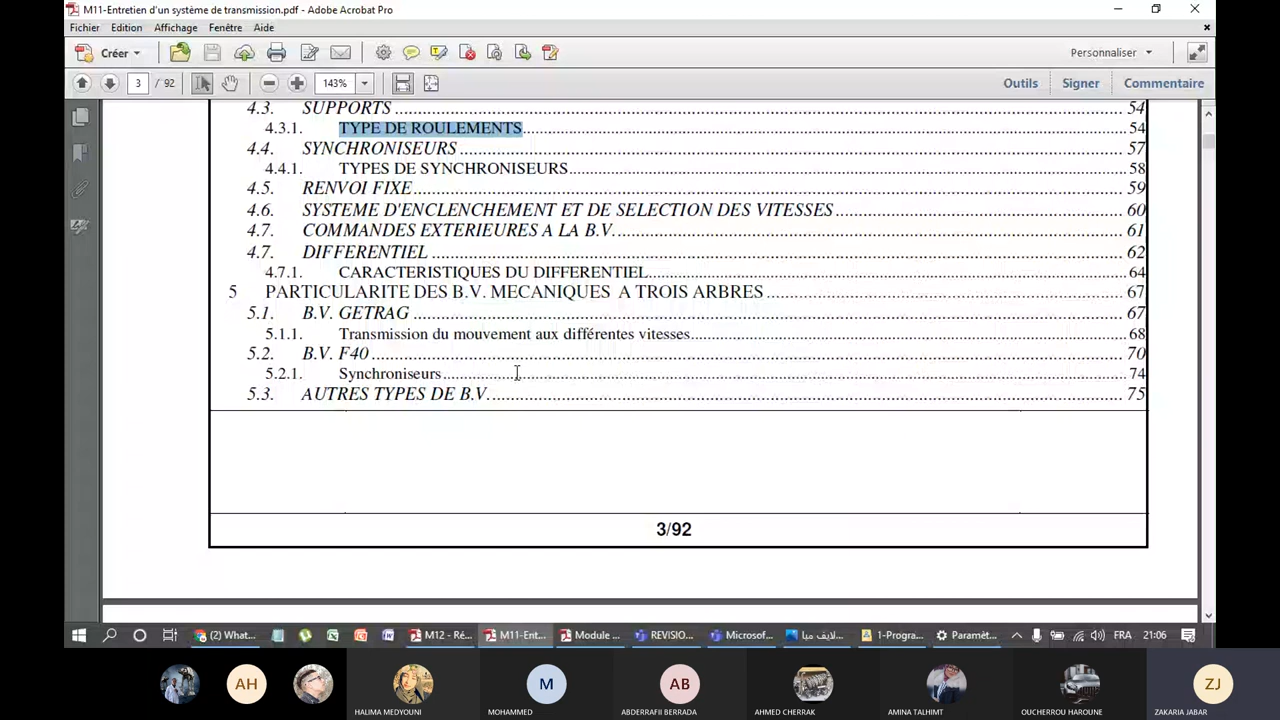 M11-Entretien d'un système de transmission.pdf - Adobe Acrobat Pro
Fichier Edition Affichage Fenêtre Aide
Créer Personnaliser
3 / 92 143% Outils Signer Commentaire
4.3. SUPPORTS 54
4.3.1. TYPE DE ROULEMENTS 54
4.4. SYNCHRONISEURS 57
4.4.1. TYPES DE SYNCHRONISEURS 58
4.5. RENVOI FIXE 59
4.6. SYSTEME D'ENCLENCHEMENT ET DE SELECTION DES VITESSES 60
4.7. COMMANDES EXTERIEURES A LA B.V. 61
4.7. DIFFERENTIEL 62
4.7.1. CARACTERISTIQUES DU DIFFERENTIEL 64
5 PARTICULARITE DES B.V. MECANIQUES A TROIS ARBRES 67
5.1. B.V. GETRAG 67
5.1.1. Transmission du mouvement aux différentes vitesses 68
5.2. B.V. F40 70
5.2.1. Synchroniseurs 74
5.3. AUTRES TYPES DE B.V. 75
3/92
(2) What... M12 - Ré... M11-Ent... Module ... REVISIO... Microsof... لايف ميا... 1-Progra... Paramèt... FRA 21:06
AH M AB ZJ
HALIMA MEDYOUNI MOHAMMED ABDERRAFII BERRADA AHMED CHERRAK AMINA TALHIMT OUCHERROU HAROUNE ZAKARIA JABAR